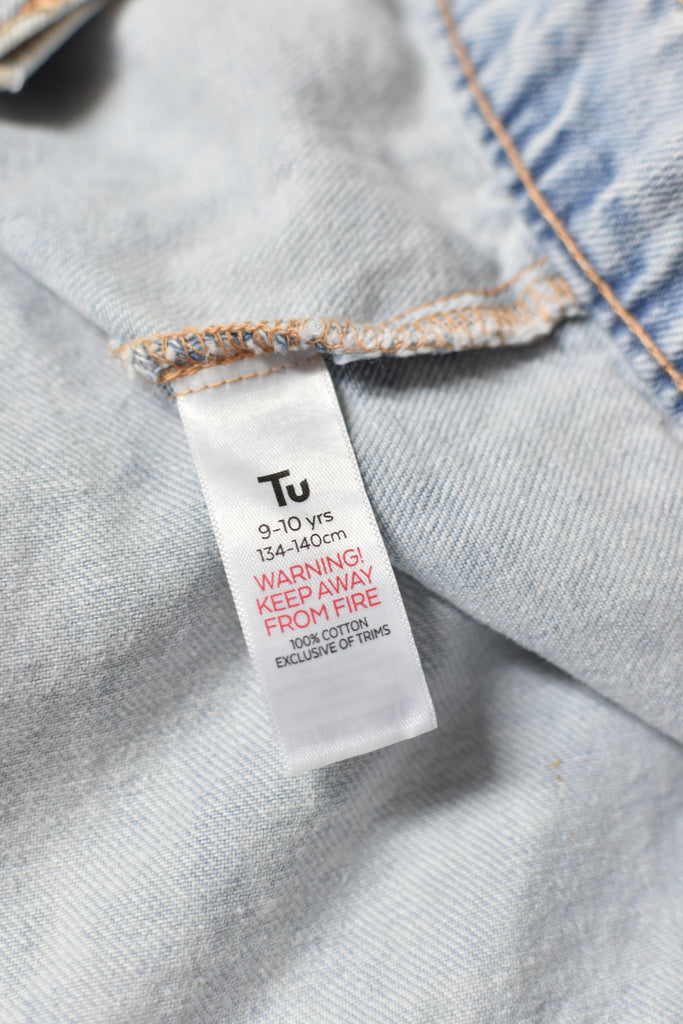 Tu
9-10 yrs
134-140cm
WARNING!
KEEP AWAY
FROM FIRE
100% COTTON
EXCLUSIVE OF TRIMS